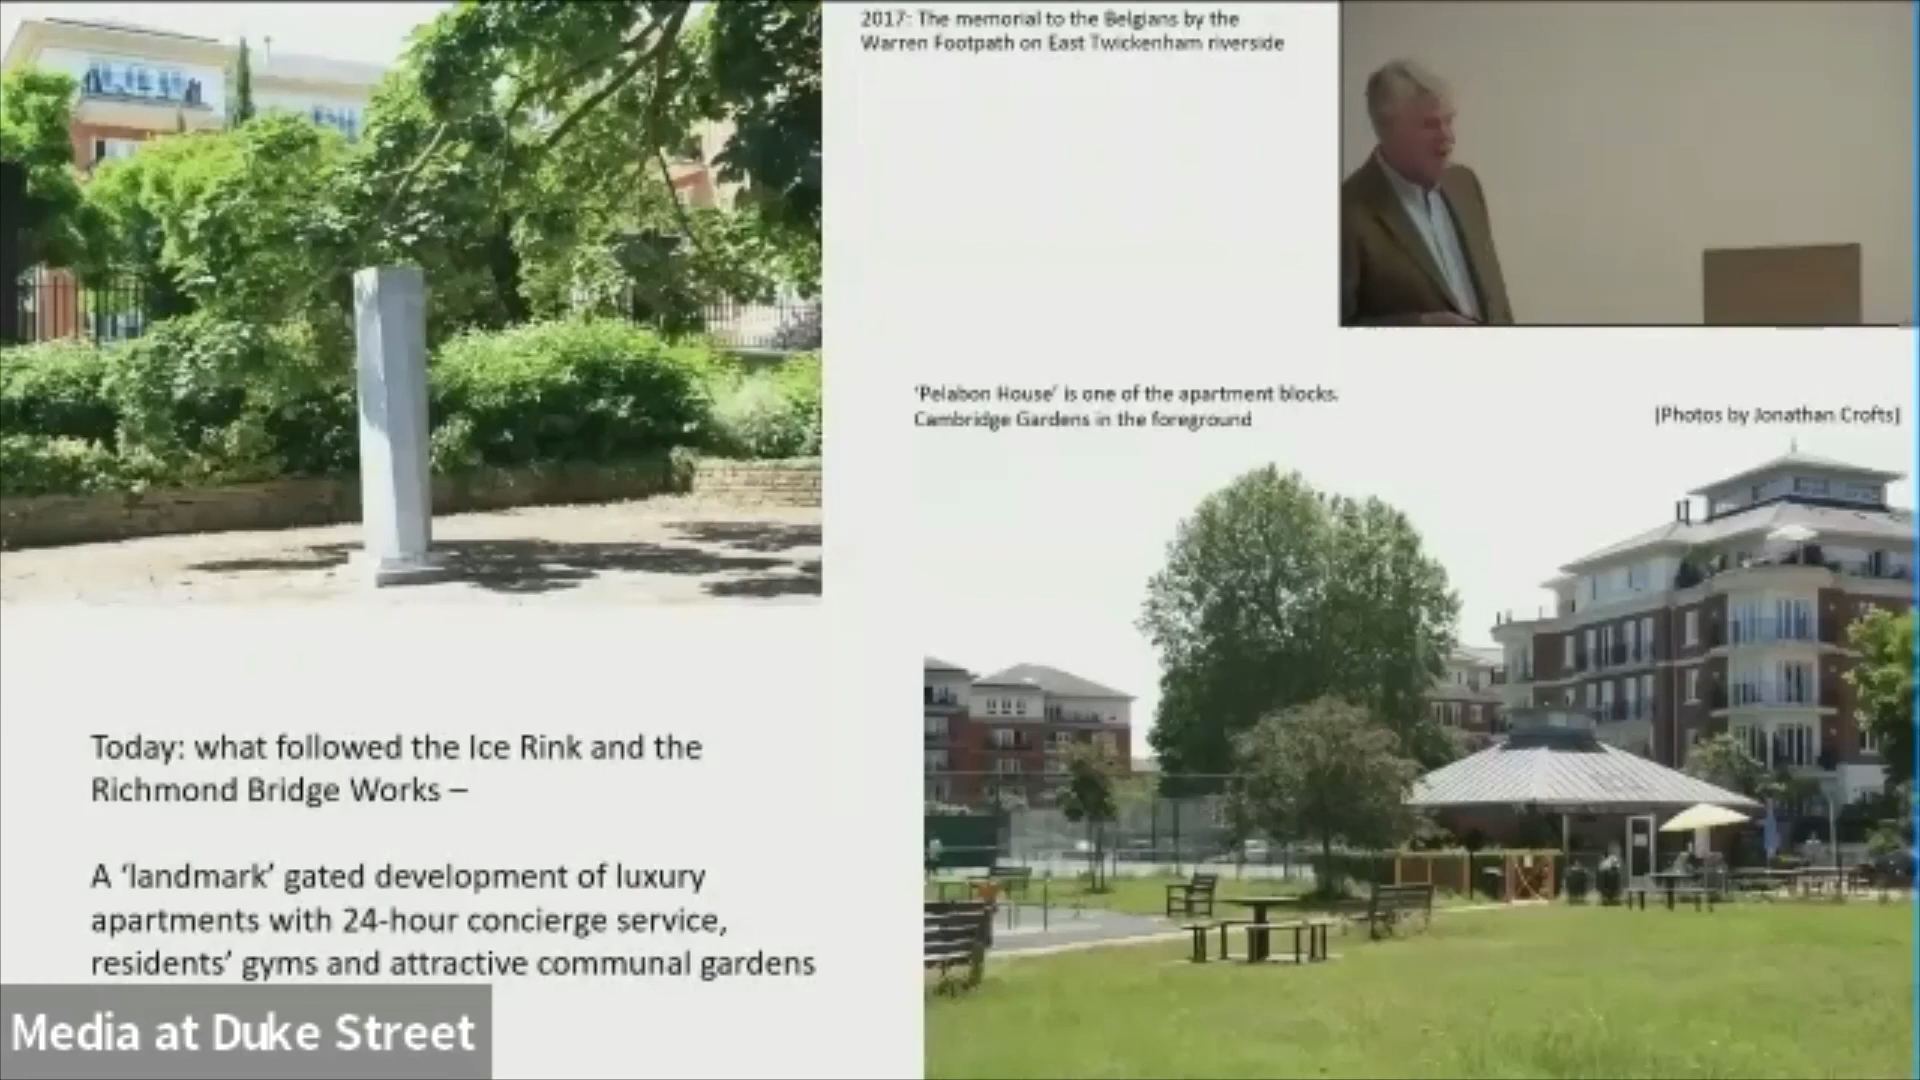 2017: The memorial to the Belgians by the
Warren Footpath on East Twickenham riverside
'Pelabon House' is one of the apartment blocks.
Cambridge Gardens in the foreground
[Photos by Jonathan Crofts]
Today: what followed the Ice Rink and the
Richmond Bridge Works –
A 'landmark' gated development of luxury
apartments with 24-hour concierge service,
residents' gyms and attractive communal gardens
Media at Duke Street